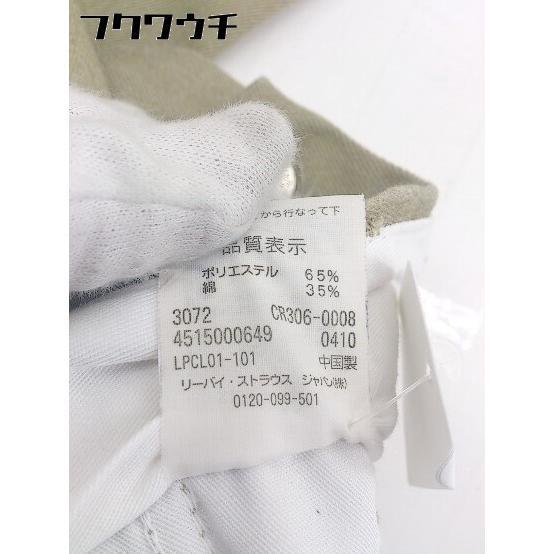 フクワウチ
から行なって下
品質表示
ポリエステル 65%
綿 35%
3072 CR306-0008
4515000649 0410
LPCL01-101 中国製
リーバイ・ストラウス ジャパン(株)
0120-099-501